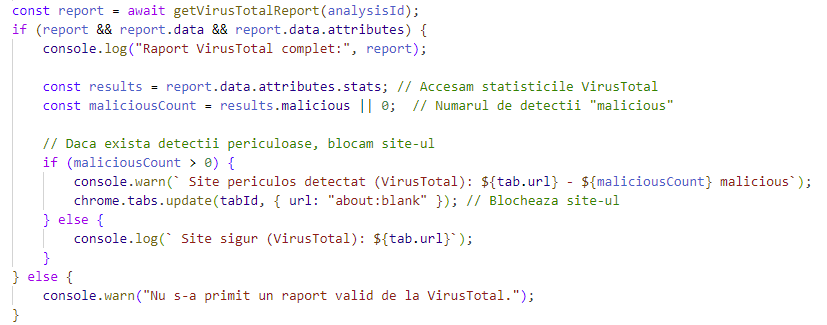 const report = await getVirusTotalReport(analysisId);
if (report && report.data && report.data.attributes) {
    console.log("Raport VirusTotal complet:", report);

    const results = report.data.attributes.stats; // Accesam statisticile VirusTotal
    const maliciousCount = results.malicious || 0;  // Numarul de detectii "malicious"

    // Daca exista detectii periculoase, blocam site-ul
    if (maliciousCount > 0) {
        console.warn(` Site periculos detectat (VirusTotal): ${tab.url} - ${maliciousCount} malicious`);
        chrome.tabs.update(tabId, { url: "about:blank" }); // Blocheaza site-ul
    } else {
        console.log(` Site sigur (VirusTotal): ${tab.url}`);
    }
} else {
    console.warn("Nu s-a primit un raport valid de la VirusTotal.");
}